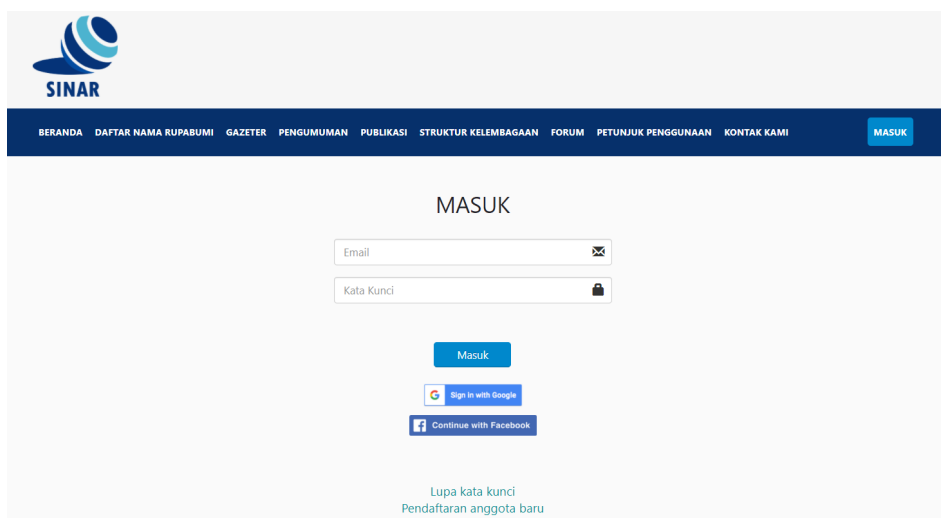 SINAR
BERANDA DAFTAR NAMA RUPABUMI GAZETER PENGUMUMAN PUBLIKASI STRUKTUR KELEMBAGAAN FORUM PETUNJUK PENGGUNAAN KONTAK KAMI MASUK
MASUK
Email
Kata Kunci
Masuk
Sign in with Google
Continue with Facebook
Lupa kata kunci
Pendaftaran anggota baru